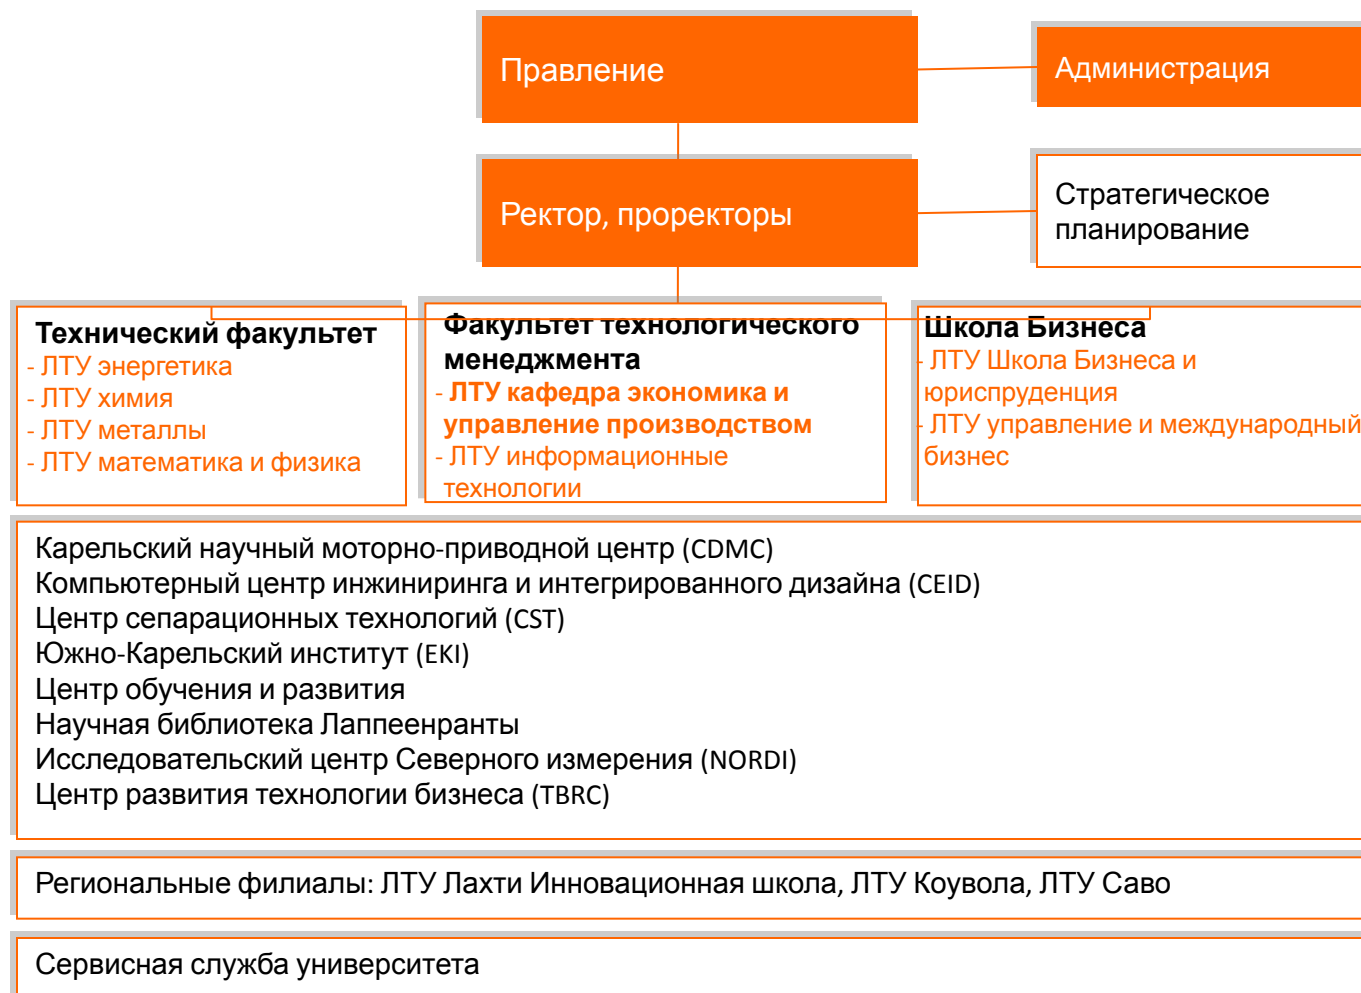 Правление
Администрация
Ректор, проректоры
Стратегическое
планирование
Технический факультет
- ЛТУ энергетика
- ЛТУ химия
- ЛТУ металлы
- ЛТУ математика и физика
Факультет технологического
менеджмента
- ЛТУ кафедра экономика и
управление производством
- ЛТУ информационные
технологии
Школа Бизнеса
- ЛТУ Школа Бизнеса и
юриспруденция
- ЛТУ управление и международный
бизнес
Карельский научный моторно-приводной центр (CDMC)
Компьютерный центр инжиниринга и интегрированного дизайна (CEID)
Центр сепарационных технологий (CST)
Южно-Карельский институт (EKI)
Центр обучения и развития
Научная библиотека Лаппеенранты
Исследовательский центр Северного измерения (NORDI)
Центр развития технологии бизнеса (TBRC)
Региональные филиалы: ЛТУ Лахти Инновационная школа, ЛТУ Коувола, ЛТУ Саво
Сервисная служба университета